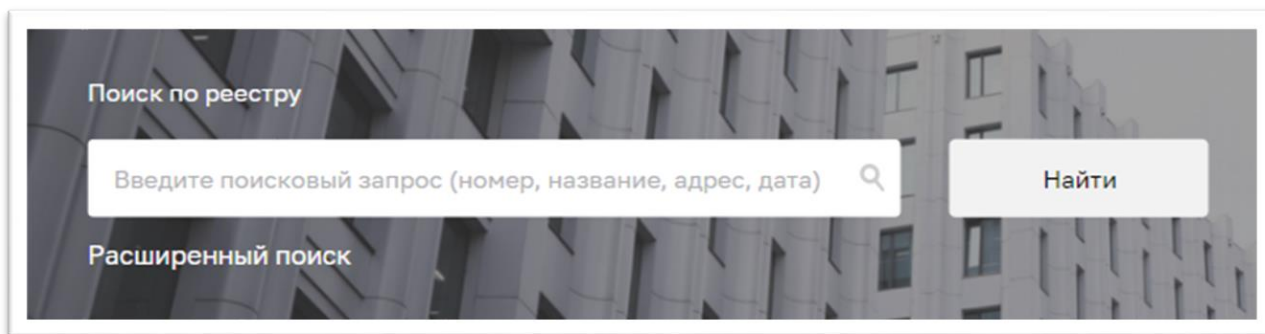 Поиск по реестру
Введите поисковый запрос (номер, название, адрес, дата)
Найти
Расширенный поиск